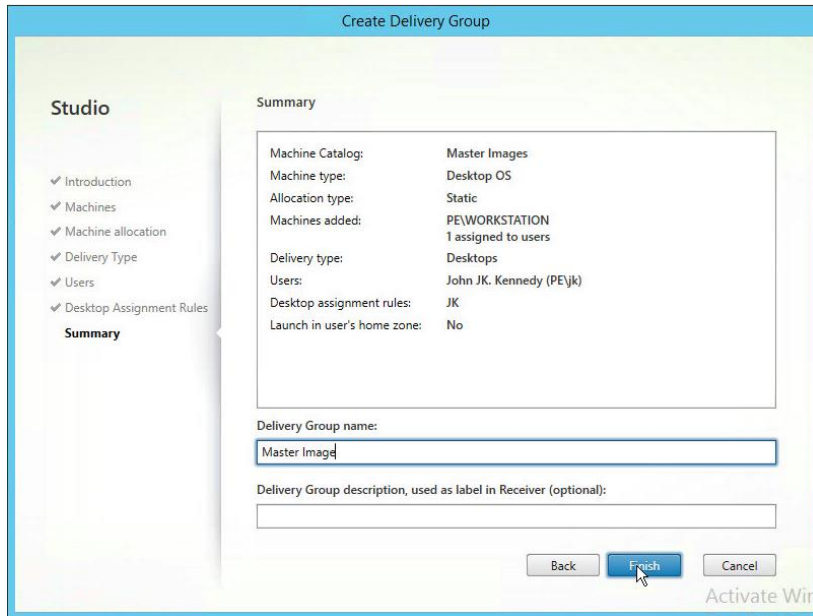 Create Delivery Group
Studio
Introduction
Machines
Machine allocation
Delivery Type
Users
Desktop Assignment Rules
Summary
Summary
Machine Catalog: Master Images
Machine type: Desktop OS
Allocation type: Static
Machines added: PE\WORKSTATION
1 assigned to users
Delivery type: Desktops
Users: John JK. Kennedy (PE\jk)
Desktop assignment rules: JK
Launch in user's home zone: No
Delivery Group name:
Master Image
Delivery Group description, used as label in Receiver (optional):
Back Finish Cancel
Activate Win